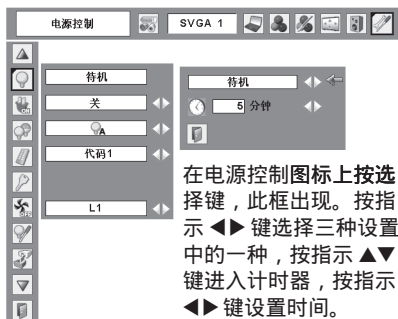 电源控制
SVGA 1
待机
关
A
代码1
L1
待机
5 分钟
在电源控制图标上按选
择键，此框出现。按指
示 ◀▶ 键选择三种设置
中的一种，按指示 ▲▼
键进入计时器，按指示
◀▶ 键设置时间。